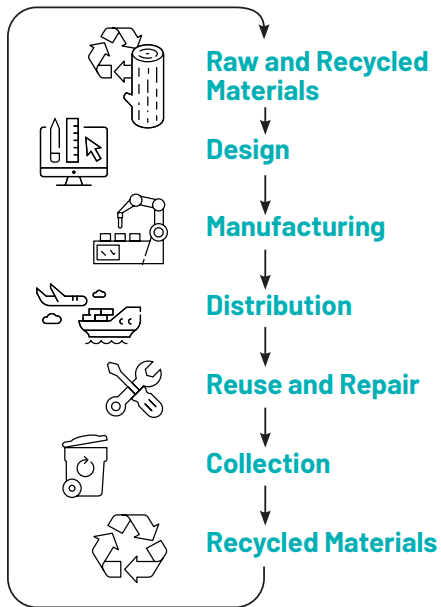 Raw and Recycled
Materials
Design
Manufacturing
Distribution
Reuse and Repair
Collection
Recycled Materials